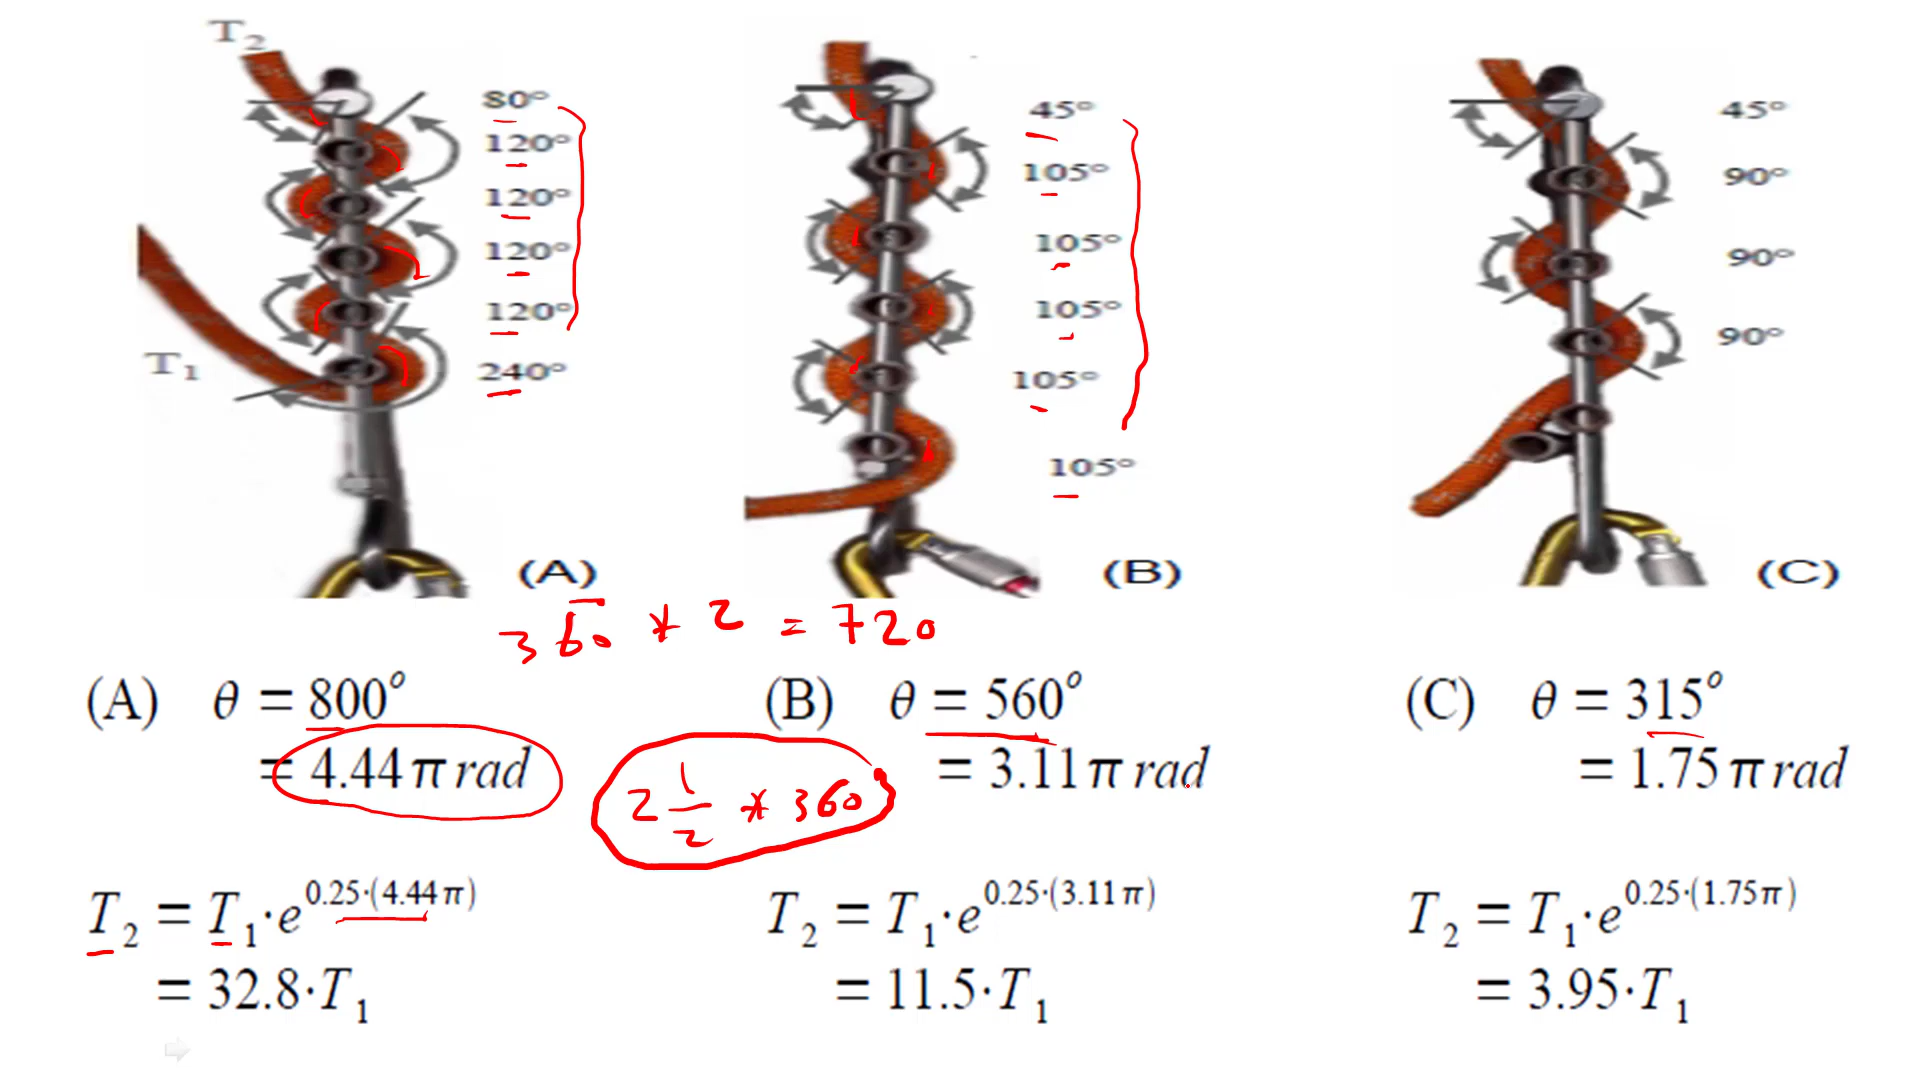 T₂
80°
120°
120°
120°
120°
240°
T₁
(A)
45°
105°
105°
105°
105°
105°
(B)
45°
90°
90°
90°
(C)
360 * 2 = 720
(A) θ = 800°
= 4.44 π rad
T₂ = T₁·e^0.25·(4.44π)
= 32.8·T₁
2 1/2 * 360
(B) θ = 560°
= 3.11 π rad
T₂ = T₁·e^0.25·(3.11π)
= 11.5·T₁
(C) θ = 315°
= 1.75 π rad
T₂ = T₁·e^0.25·(1.75π)
= 3.95·T₁